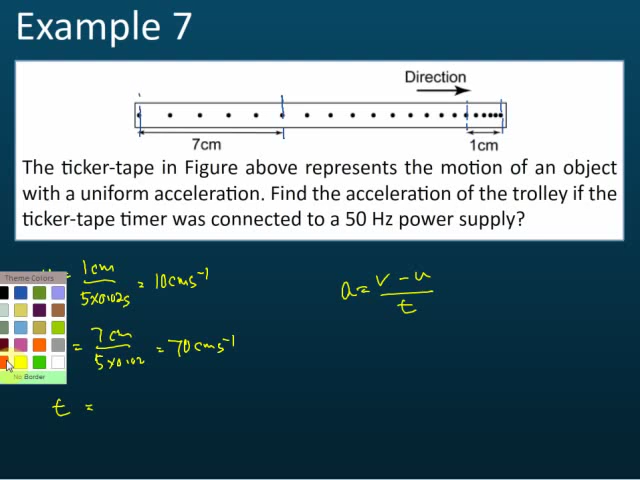 Example 7
Direction
7cm
1cm
The ticker-tape in Figure above represents the motion of an object
with a uniform acceleration. Find the acceleration of the trolley if the
ticker-tape timer was connected to a 50 Hz power supply?
= 1cm / 5x0.02s = 10cms⁻¹
= 7cm / 5x0.02 = 70cms⁻¹
t =
a = v - u / t
Theme Colors
No Border